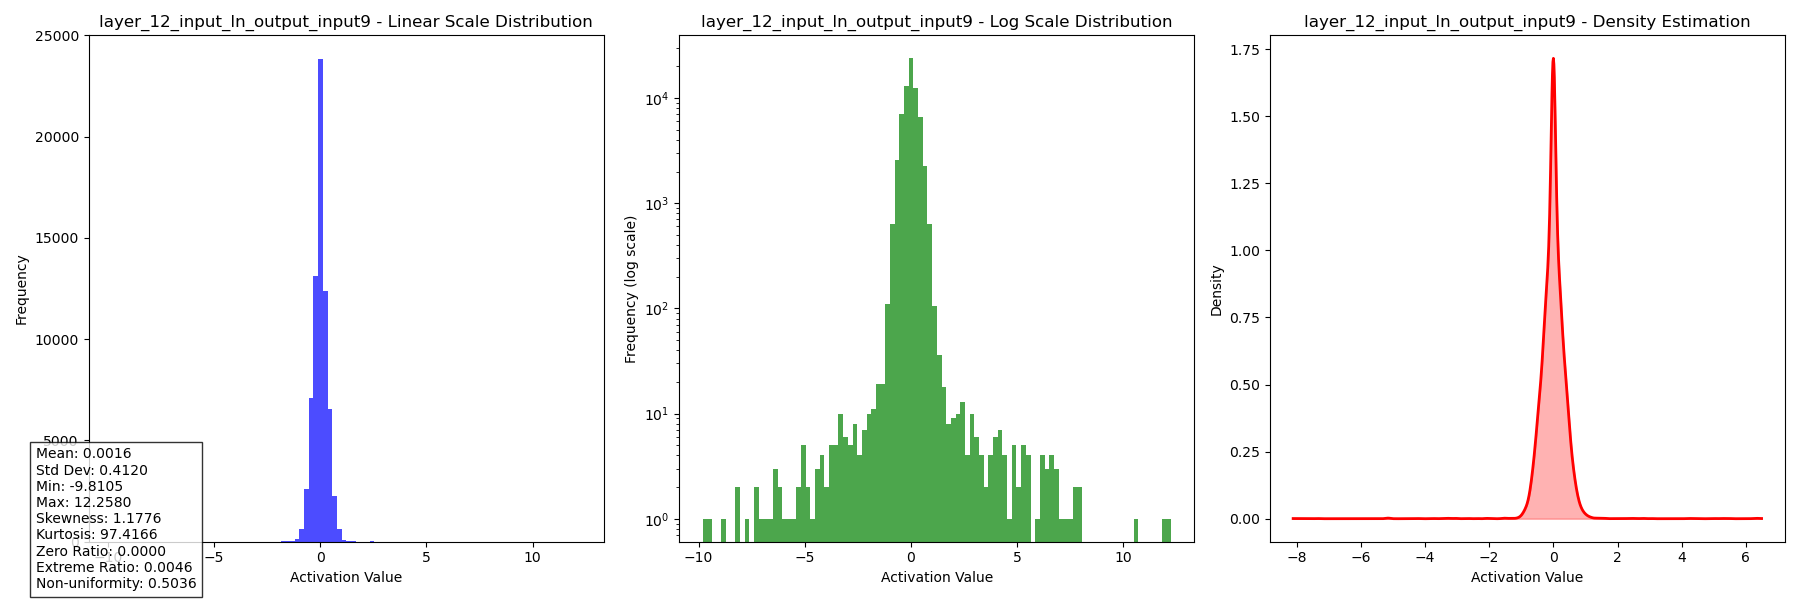 layer_12_input_ln_output_input9 - Linear Scale Distribution
25000
20000
15000
10000
5000
0
Frequency
−10
−5
0
5
10
Activation Value
Mean: 0.0016
Std Dev: 0.4120
Min: -9.8105
Max: 12.2580
Skewness: 1.1776
Kurtosis: 97.4166
Zero Ratio: 0.0000
Extreme Ratio: 0.0046
Non-uniformity: 0.5036
layer_12_input_ln_output_input9 - Log Scale Distribution
10^4
10^3
10^2
10^1
10^0
Frequency (log scale)
−10
−5
0
5
10
Activation Value
layer_12_input_ln_output_input9 - Density Estimation
1.75
1.50
1.25
1.00
0.75
0.50
0.25
0.00
Density
−8
−6
−4
−2
0
2
4
6
Activation Value